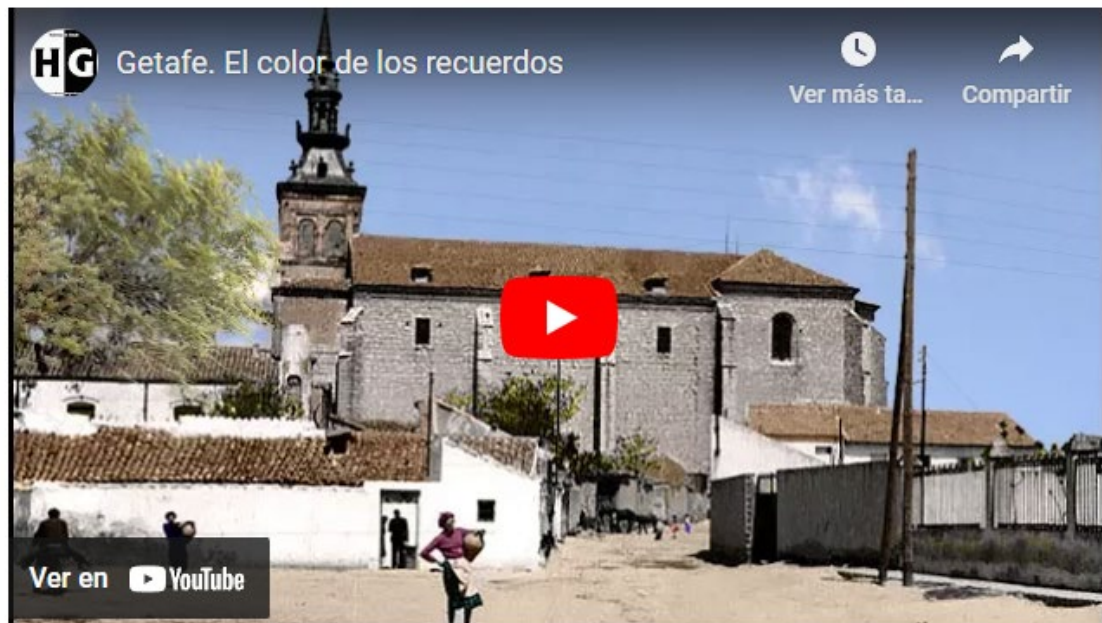 HG
Getafe. El color de los recuerdos
Ver más ta...
Compartir
Ver en YouTube